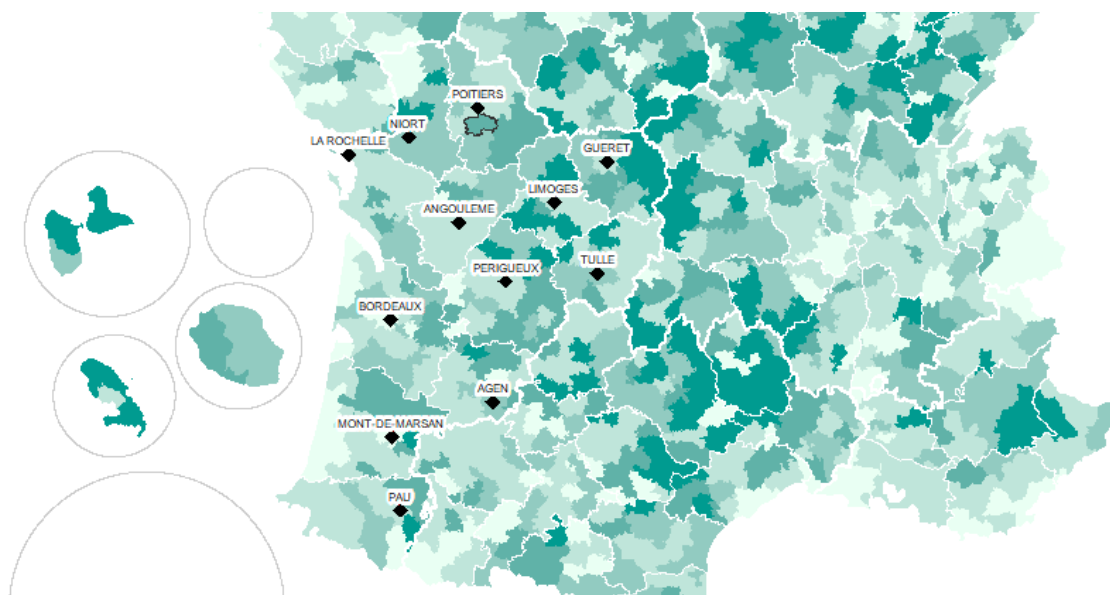 POITIERS
NIORT
LA ROCHELLE
GUERET
LIMOGES
ANGOULEME
PERIGUEUX
TULLE
BORDEAUX
AGEN
MONT-DE-MARSAN
PAU